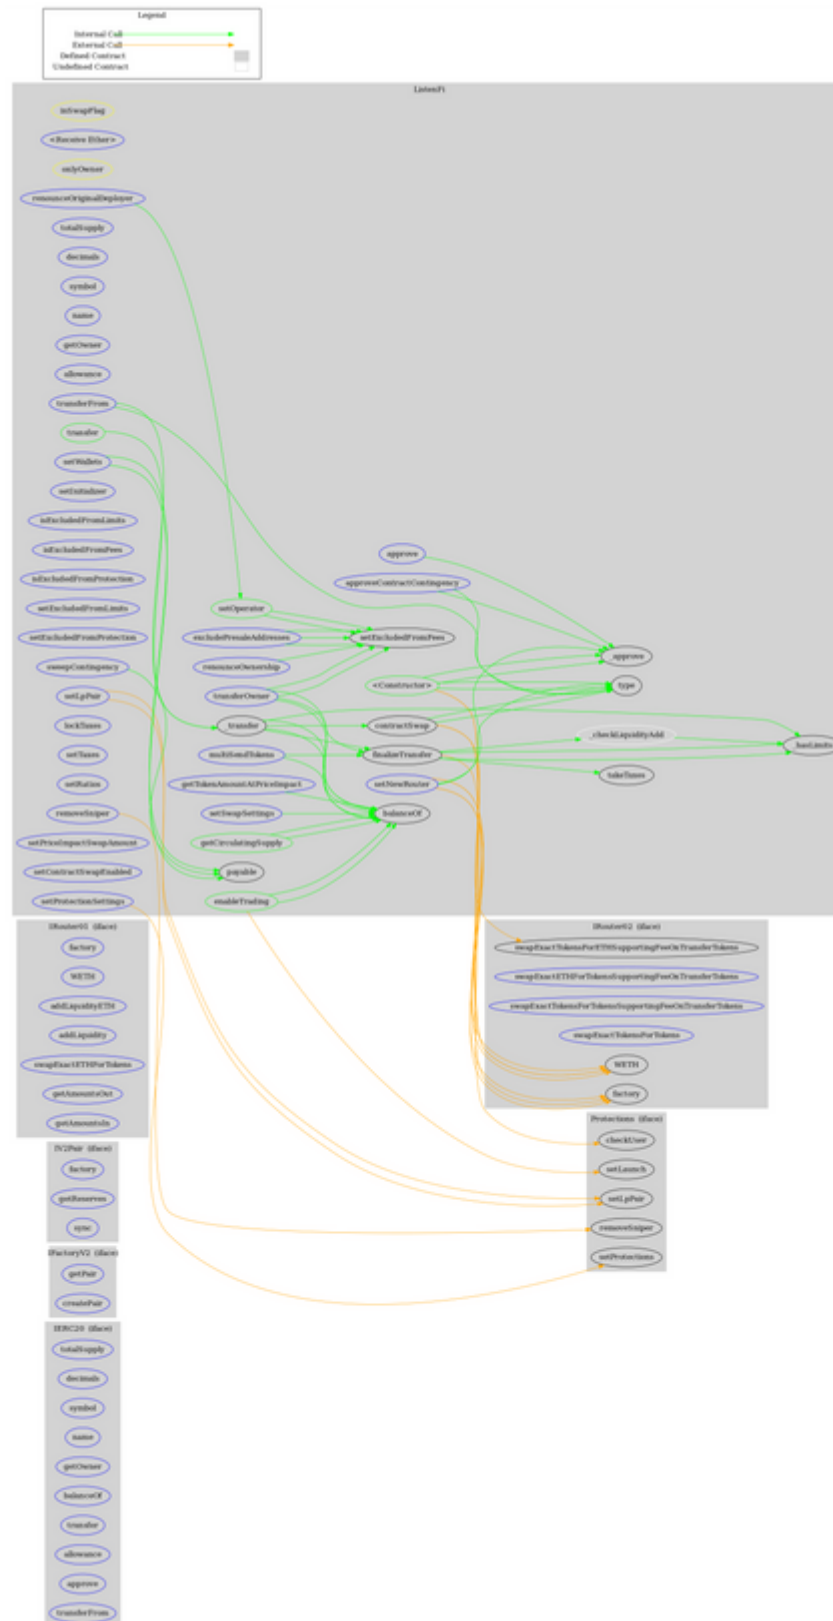 Legend
Internal Call
External Call
Defined Contract
Undefined Contract
ListenFi
inSwapFlag
<Receive Ether>
onlyOwner
renounceOriginalDeployer
totalSupply
decimals
symbol
name
getOwner
allowance
transferFrom
transfer
setWallets
setInitializer
isExcludedFromLimits
isExcludedFromFees
isExcludedFromProtection
setExcludedFromLimits
setExcludedFromProtection
sweepContingency
setLpPair
lockTaxes
setTaxes
setRatios
removeSniper
setPriceImpactSwapAmount
setContractSwapEnabled
setProtectionSettings
setOperator
excludePresaleAddresses
renounceOwnership
transferOwner
_transfer
multiSendTokens
getTokenAmountAtPriceImpact
setSwapSettings
getCirculatingSupply
payable
enableTrading
approve
approveContractContingency
setExcludedFromFees
<Constructor>
contractSwap
finalizeTransfer
setNewRouter
balanceOf
_approve
type
_checkLiquidityAdd
takeTaxes
_hasLimits
IRouter01 (iface)
factory
WETH
addLiquidityETH
addLiquidity
swapExactETHForTokens
getAmountsOut
getAmountsIn
IRouter02 (iface)
swapExactTokensForETHSupportingFeeOnTransferTokens
swapExactETHForTokensSupportingFeeOnTransferTokens
swapExactTokensForTokensSupportingFeeOnTransferTokens
swapExactTokensForTokens
WETH
factory
Protections (iface)
checkUser
setLaunch
setLpPair
removeSniper
setProtections
IV2Pair (iface)
factory
getReserves
sync
IFactoryV2 (iface)
getPair
createPair
IERC20 (iface)
totalSupply
decimals
symbol
name
getOwner
balanceOf
transfer
allowance
approve
transferFrom